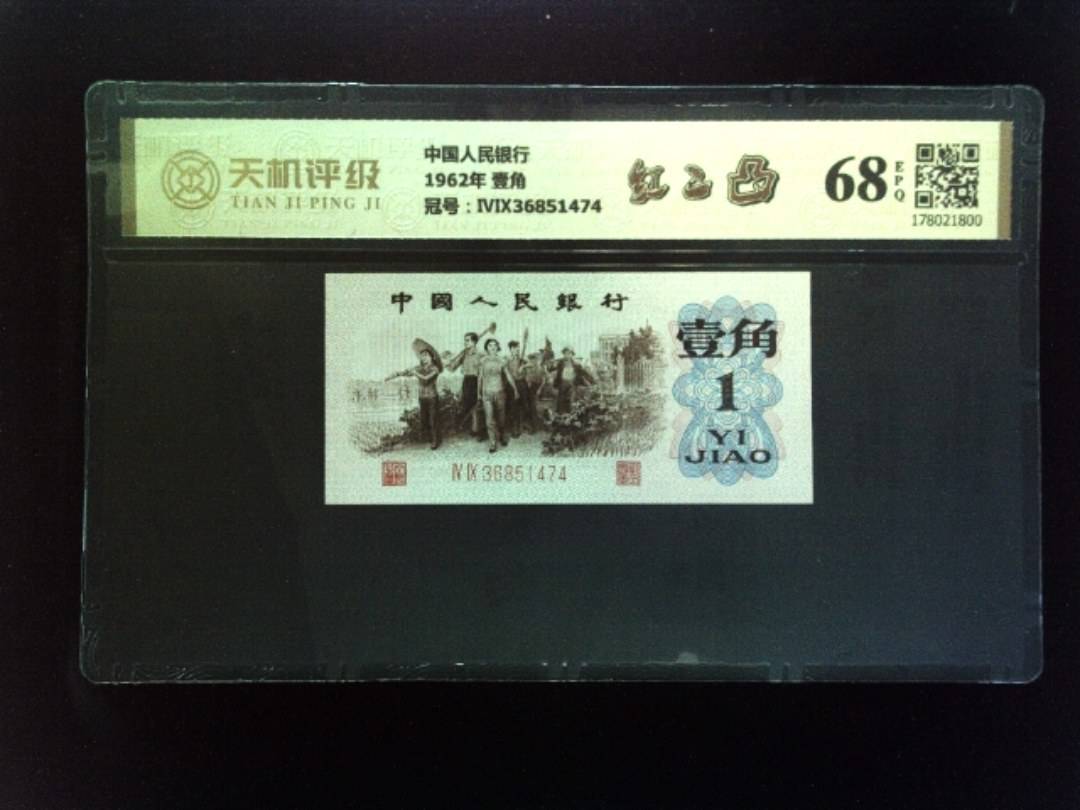 天机评级
TIAN JI PING JI
中国人民银行
1962年 壹角
冠号：ⅣⅨ36851474
红二凸
68
EPQ
178021800
中國人民銀行
壹角
1
YI
JIAO
ⅣⅨ36851474